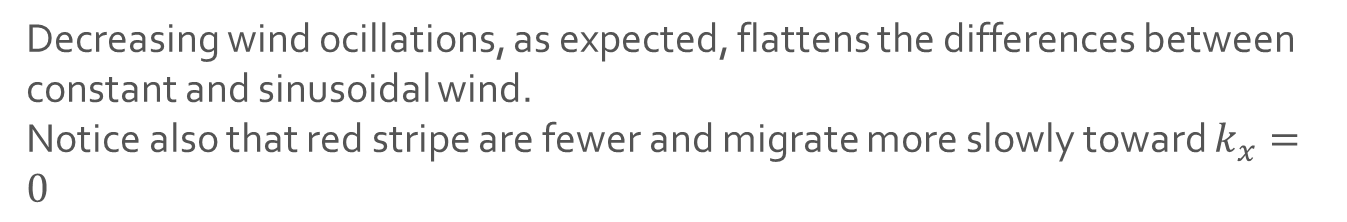 Decreasing wind ocillations, as expected, flattens the differences between
constant and sinusoidal wind.
Notice also that red stripe are fewer and migrate more slowly toward kₓ =
0